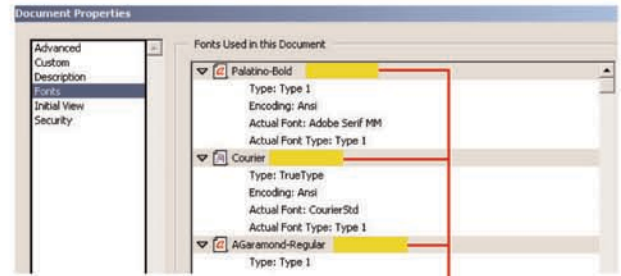 Document Properties
Advanced
Custom
Description
Fonts
Initial View
Security
Fonts Used in this Document
Palatino-Bold
Type: Type 1
Encoding: Ansi
Actual Font: Adobe Serif MM
Actual Font Type: Type 1
Courier
Type: TrueType
Encoding: Ansi
Actual Font: CourierStd
Actual Font Type: Type 1
AGaramond-Regular
Type: Type 1